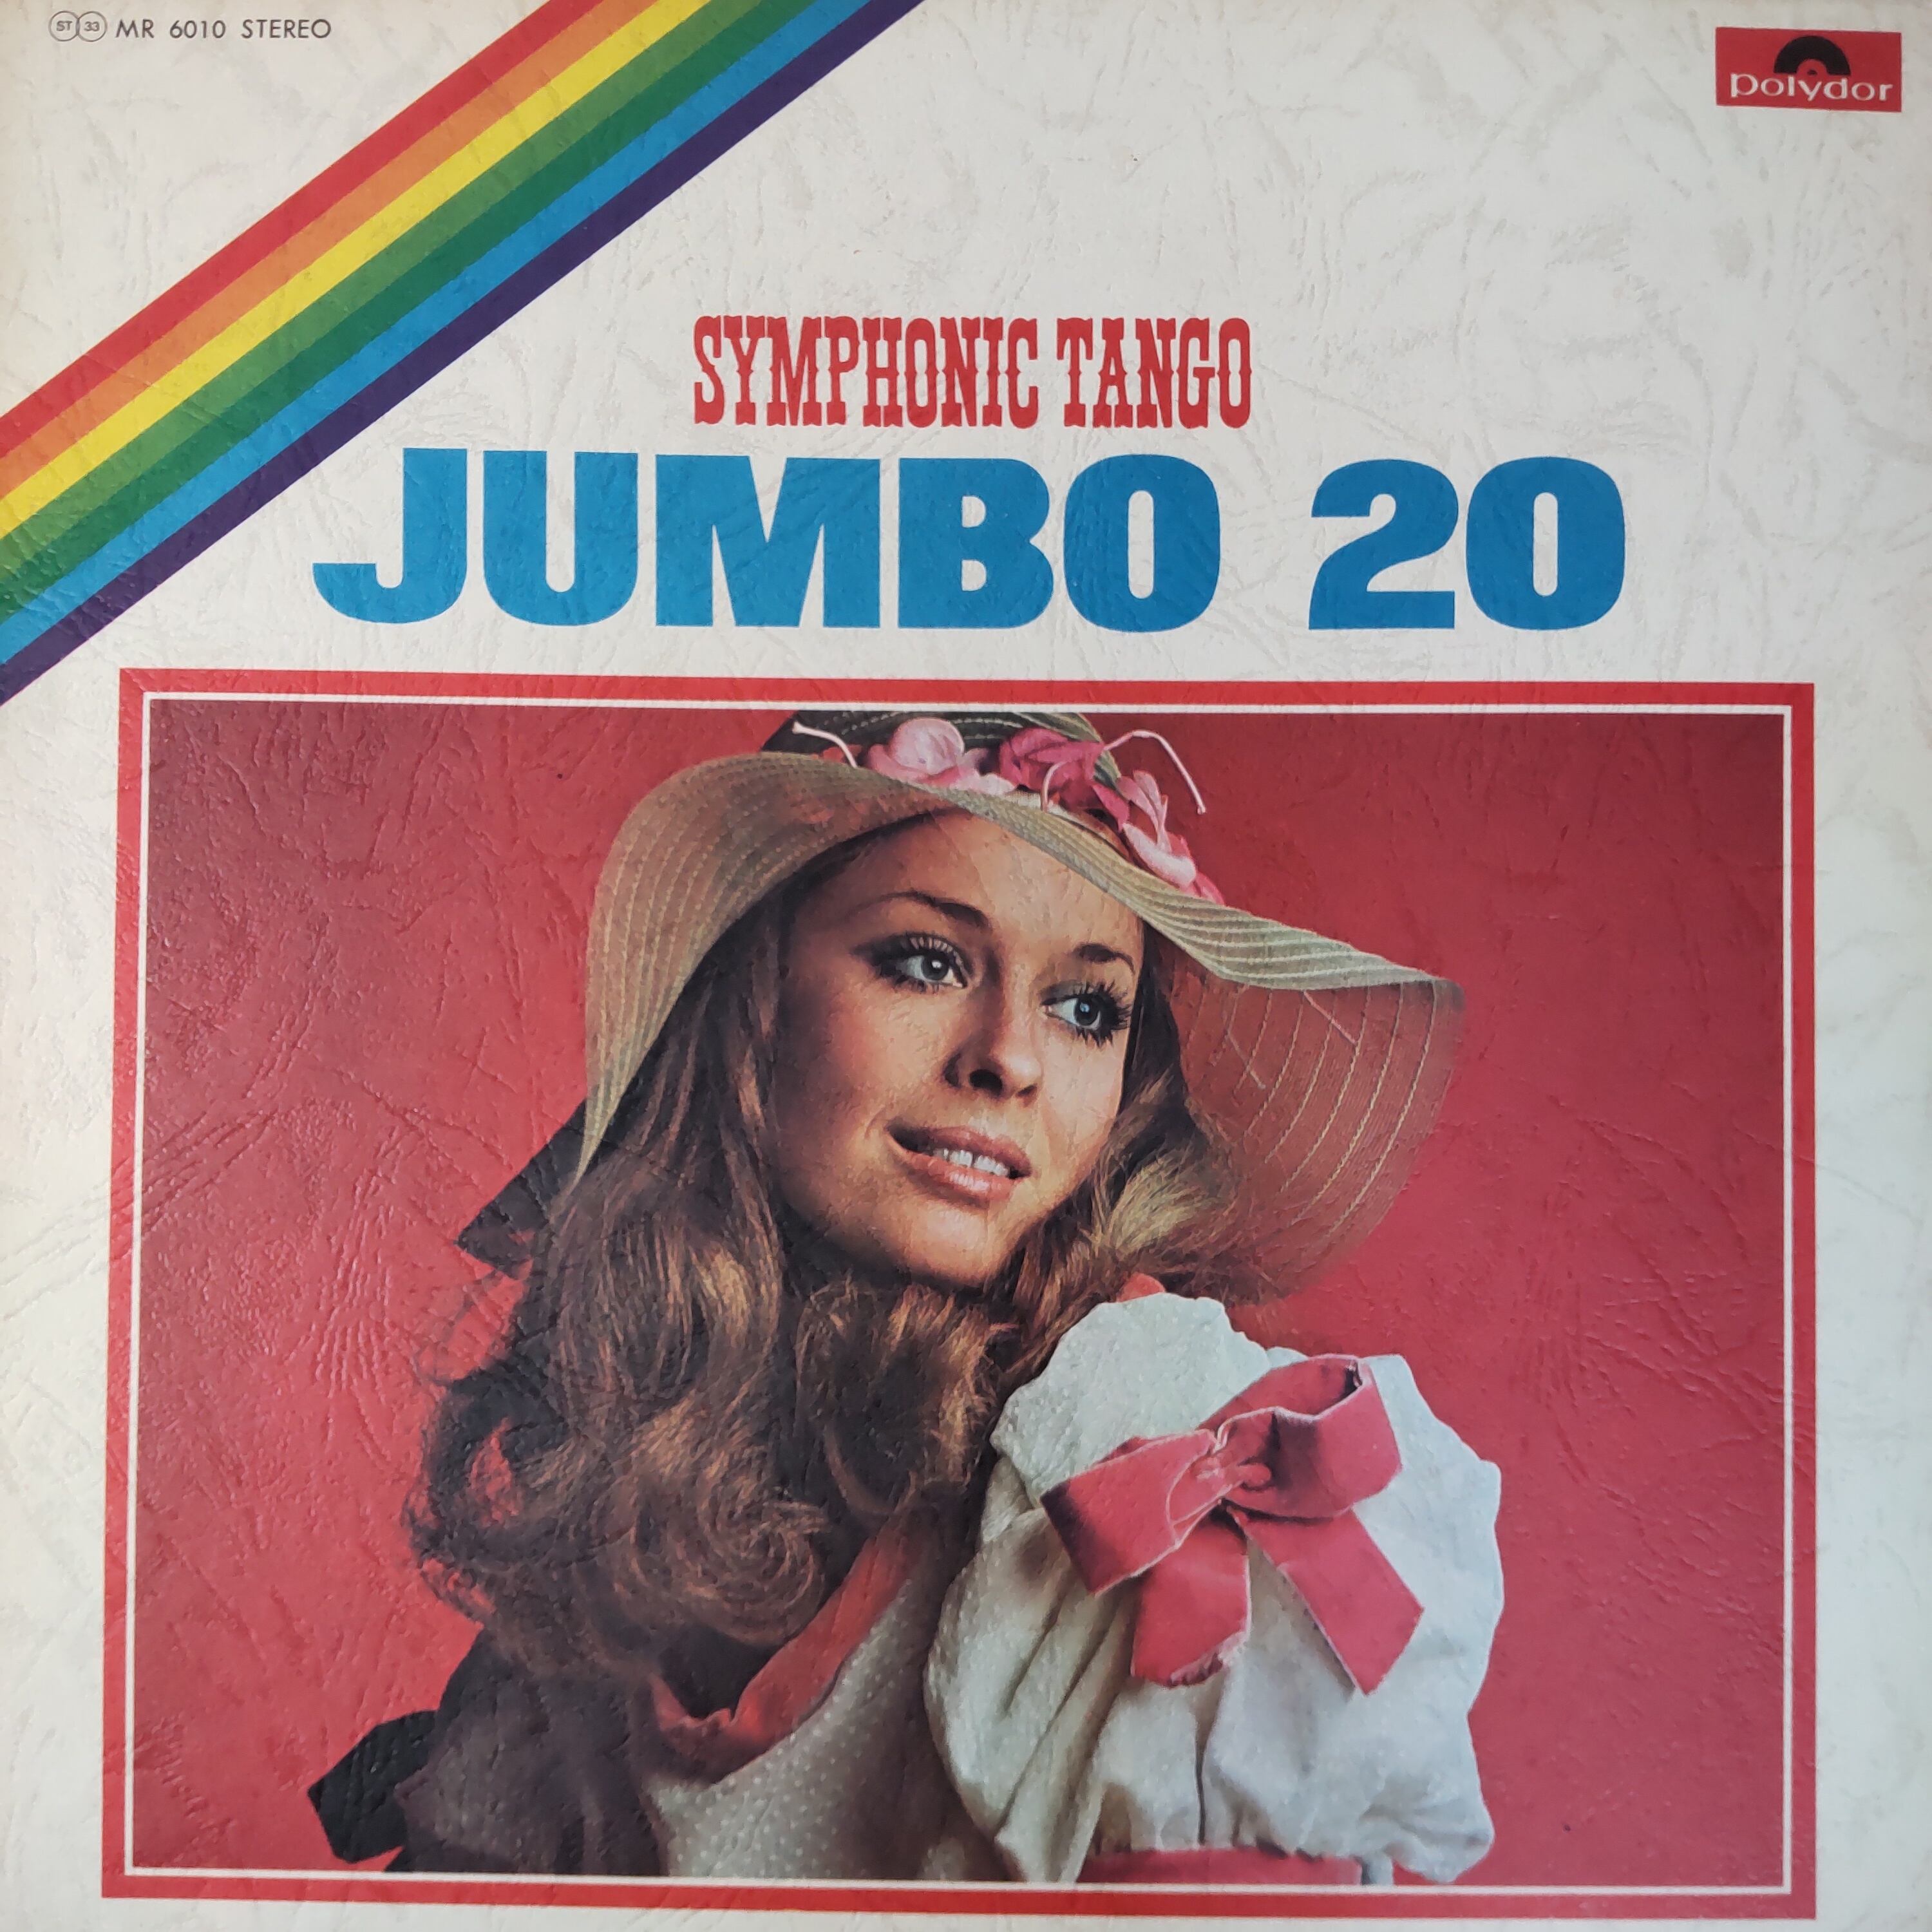 ST 33 MR 6010 STEREO
polydor
SYMPHONIC TANGO
JUMBO 20